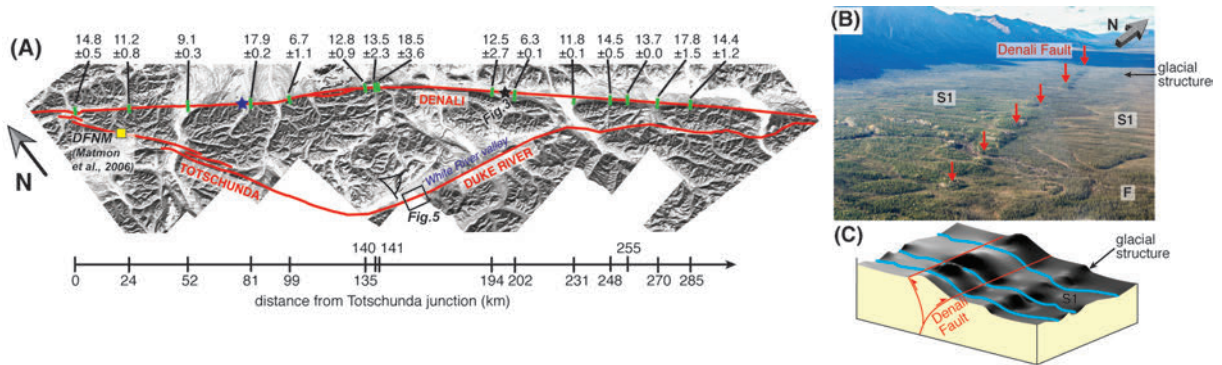 (A)
14.8 11.2 9.1 17.9 6.7 12.8 13.5 18.5 12.5 6.3 11.8 14.5 13.7 17.8 14.4
±0.5 ±0.8 ±0.3 ±0.2 ±1.1 ±0.9 ±2.3 ±3.6 ±2.7 ±0.1 ±0.1 ±0.5 ±0.0 ±1.5 ±1.2
DENALI
DFNM
(Matmon
et al., 2006)
TOTSCHUNDA
White River valley
DUKE RIVER
Fig.5
N
140 141 255
0 24 52 81 99 135 194 202 231 248 270 285
distance from Totschunda junction (km)
(B)
N
Denali Fault
glacial
structure
S1
S1
F
(C)
glacial
structure
S1
Denali
Fault